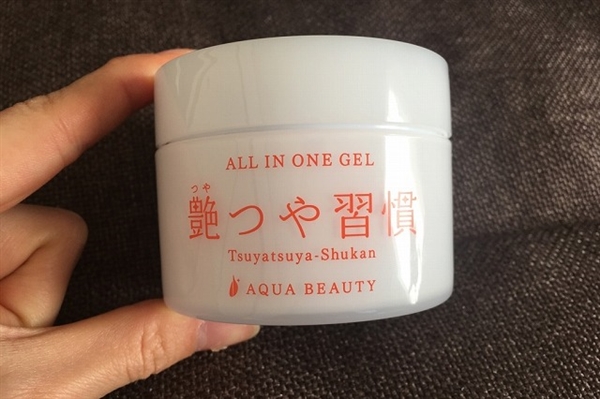 ALL IN ONE GEL
つや
艶つや習慣
Tsuyatsuya-Shukan
AQUA BEAUTY